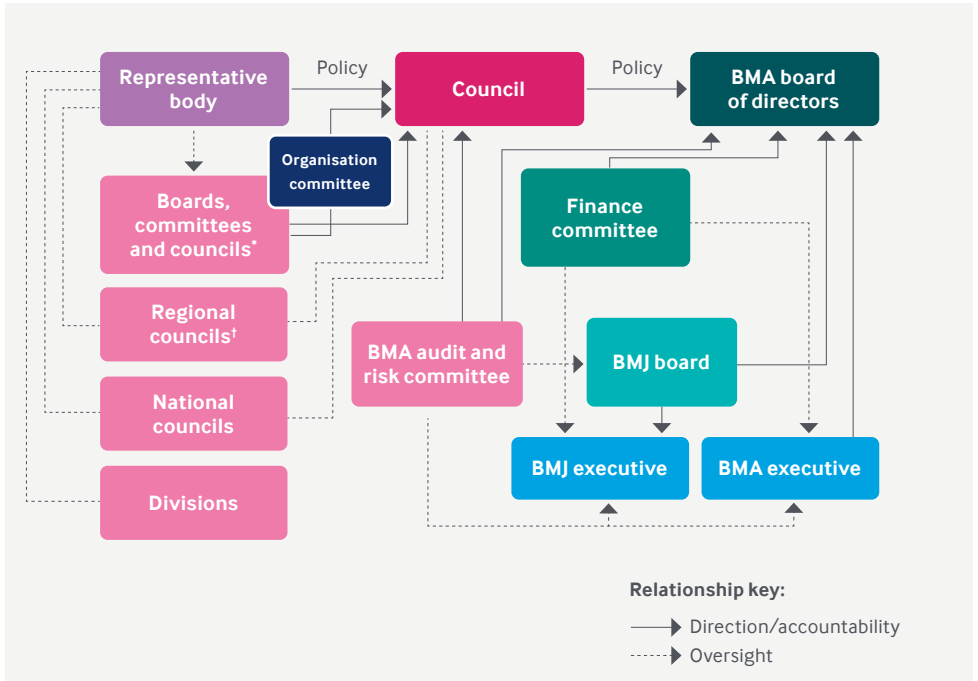 Representative
body
Policy
Council
Policy
BMA board
of directors
Organisation
committee
Boards,
committees
and councils*
Finance
committee
Regional
councils†
BMA audit and
risk committee
BMJ board
National
councils
BMJ executive
BMA executive
Divisions
Relationship key:
Direction/accountability
Oversight